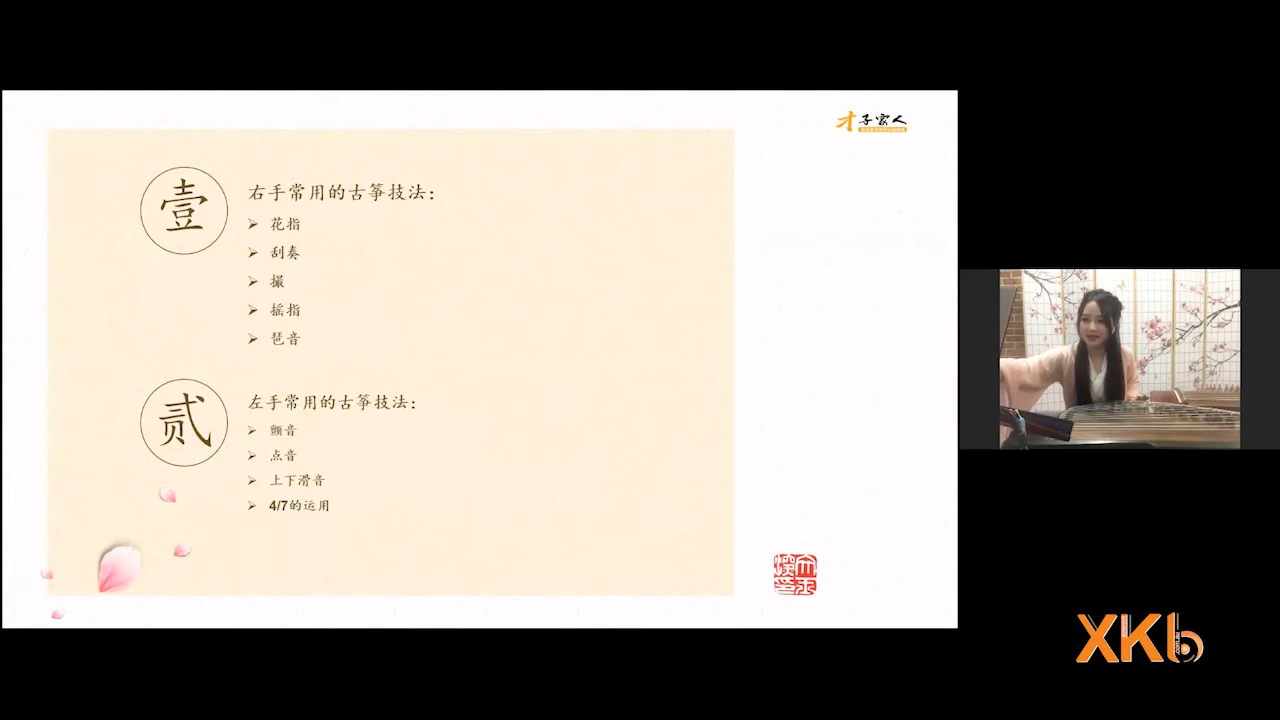 才子家人
壹
右手常用的古筝技法：
➢ 花指
➢ 刮奏
➢ 撮
➢ 摇指
➢ 琶音
贰
左手常用的古筝技法：
➢ 颤音
➢ 点音
➢ 上下滑音
➢ 4/7的运用
XKb